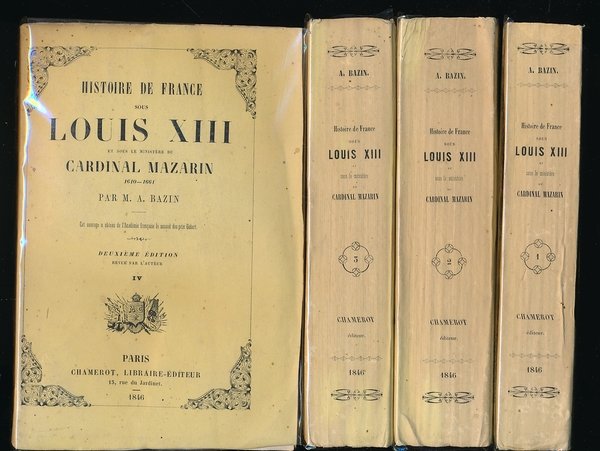 HISTOIRE DE FRANCE
SOUS
LOUIS XIII
ET SOUS LE MINISTÈRE DU
CARDINAL MAZARIN
1610—1661
PAR M. A. BAZIN
Cet ouvrage a obtenu de l'Académie française le second des prix Gobert.
DEUXIÈME ÉDITION
REVUE PAR L'AUTEUR
IV
PARIS
CHAMEROT, LIBRAIRE-ÉDITEUR
13, rue du Jardinet.
1846
A. BAZIN.
Histoire de France
SOUS
LOUIS XIII
ET
sous le ministère
DU
CARDINAL MAZARIN
3
CHAMEROT
éditeur.
1846
A. BAZIN.
Histoire de France
SOUS
LOUIS XIII
ET
sous le ministère
DU
CARDINAL MAZARIN
2
CHAMEROT
éditeur.
1846
A. BAZIN.
Histoire de France
SOUS
LOUIS XIII
ET
sous le ministère
DU
CARDINAL MAZARIN
1
CHAMEROT
éditeur.
1846